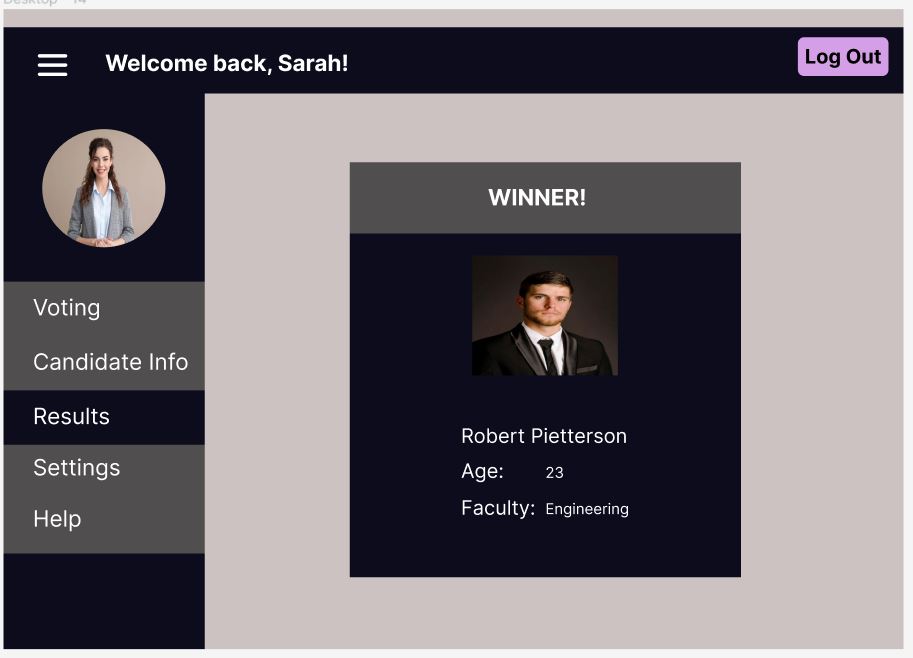 Desktop - 14
Welcome back, Sarah!
Log Out
WINNER!
Voting
Candidate Info
Results
Settings
Help
Robert Pietterson
Age: 23
Faculty: Engineering